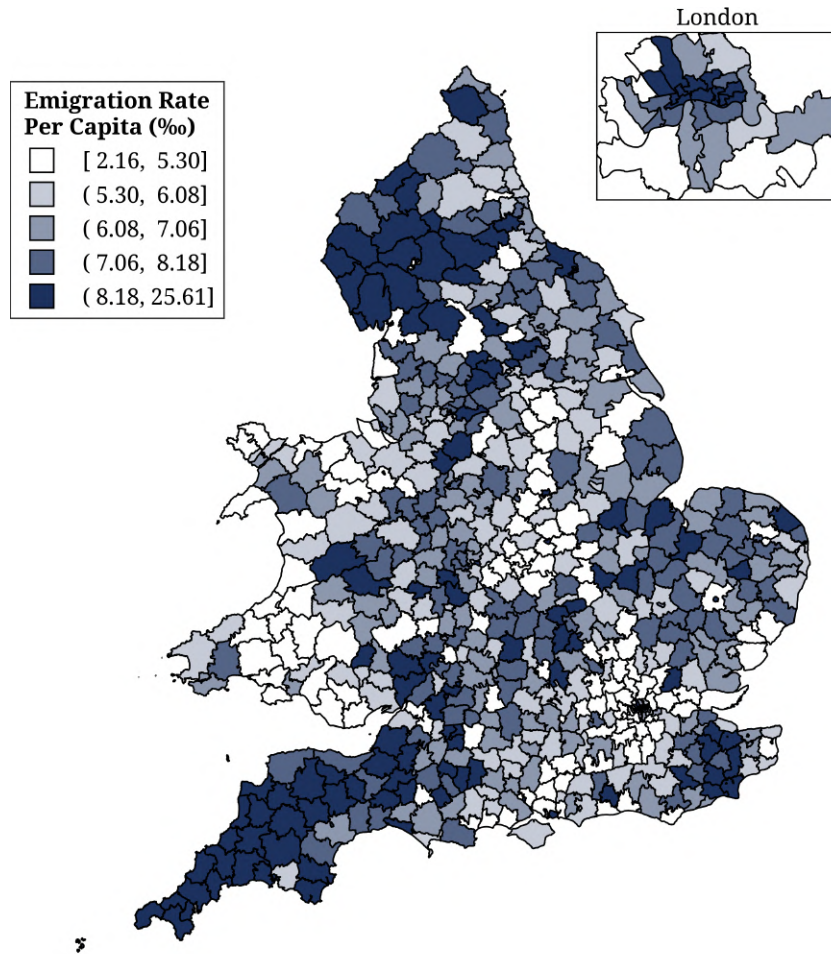 London
Emigration Rate
Per Capita (‰)
[ 2.16, 5.30]
( 5.30, 6.08]
( 6.08, 7.06]
( 7.06, 8.18]
( 8.18, 25.61]